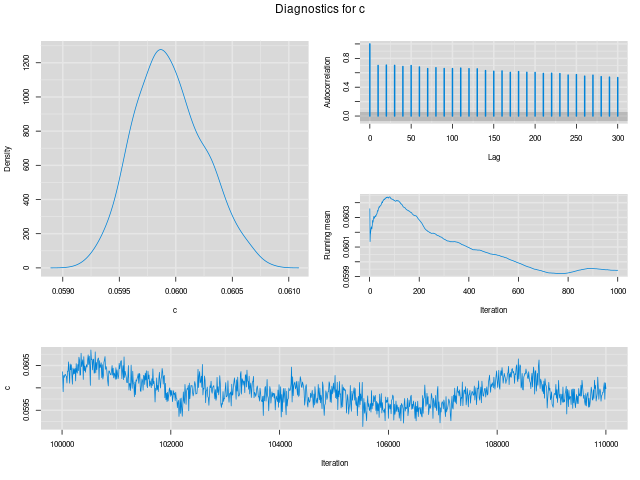 Diagnostics for c
Density
0 200 400 600 800 1000 1200
0.0590 0.0595 0.0600 0.0605 0.0610
c
Autocorrelation
0.0 0.4 0.8
0 50 100 150 200 250 300
Lag
Running mean
0.0599 0.0601 0.0603
0 200 400 600 800 1000
Iteration
c
0.0595 0.0605
100000 102000 104000 106000 108000 110000
Iteration